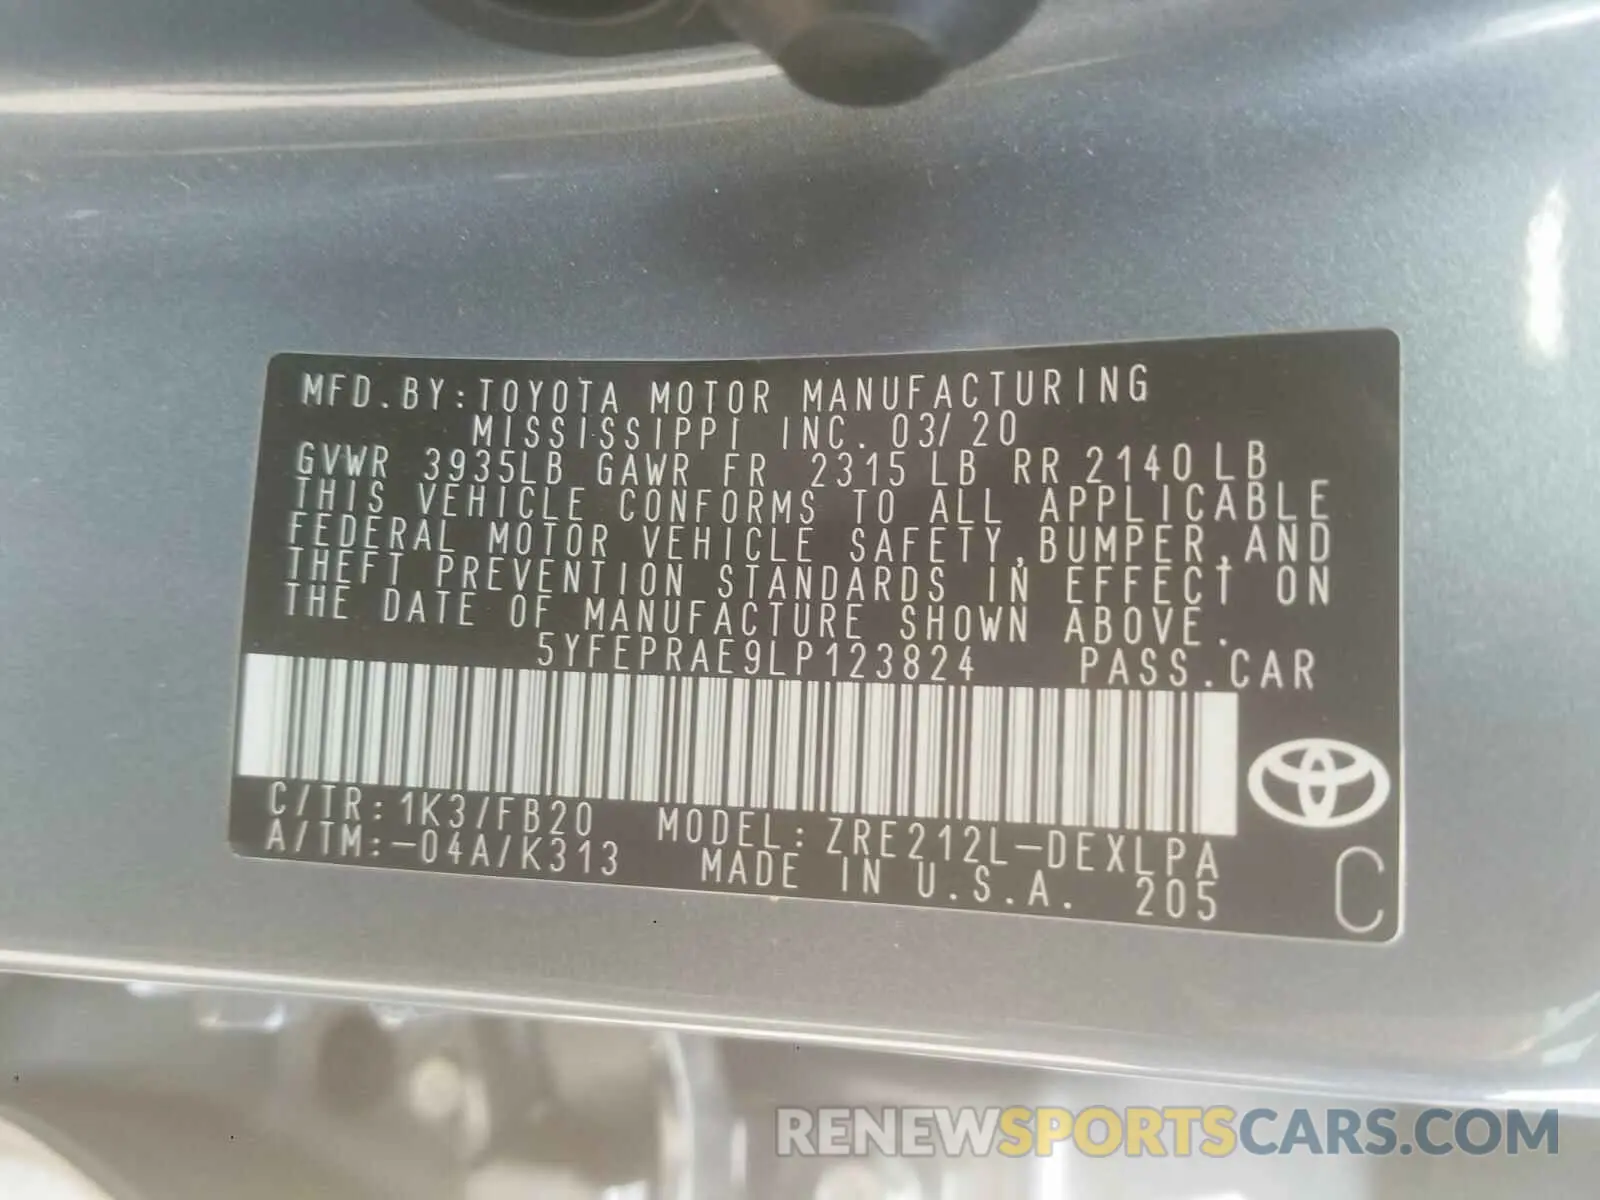 MFD.BY:TOYOTA MOTOR MANUFACTURING
MISSISSIPPI INC. 03/20
GVWR 3935LB GAWR FR 2315 LB RR 2140 LB
THIS VEHICLE CONFORMS TO ALL APPLICABLE
FEDERAL MOTOR VEHICLE SAFETY,BUMPER,AND
THEFT PREVENTION STANDARDS IN EFFECT ON
THE DATE OF MANUFACTURE SHOWN ABOVE.
5YFEPRAE9LP123824 PASS.CAR
C/TR: 1K3/FB20 MODEL: ZRE212L-DEXLPA
A/TM:-04A/K313 MADE IN U.S.A. 205
C
RENEWSPORTSCARS.COM